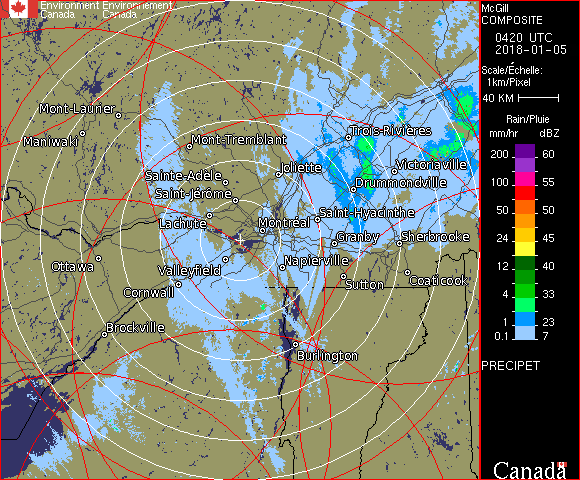 Environment Environnement
Canada Canada
McGill
COMPOSITE
0420 UTC
2018-01-05
Scale/Échelle:
1km/Pixel
40 KM
Rain/Pluie
mm/hr dBZ
200 60
100 55
50 50
24 45
12 40
4 33
1 23
0.1 7
PRECIPET
Canada
Mont-Laurier
Maniwaki
Mont-Tremblant
Trois-Rivières
Joliette
Victoriaville
Sainte-Adèle
Drummondville
Saint-Jérôme
Saint-Hyacinthe
Lachute
Montréal
Granby
Sherbrooke
Ottawa
Valleyfield
Napierville
Cornwall
Sutton
Coaticook
Brockville
Burlington